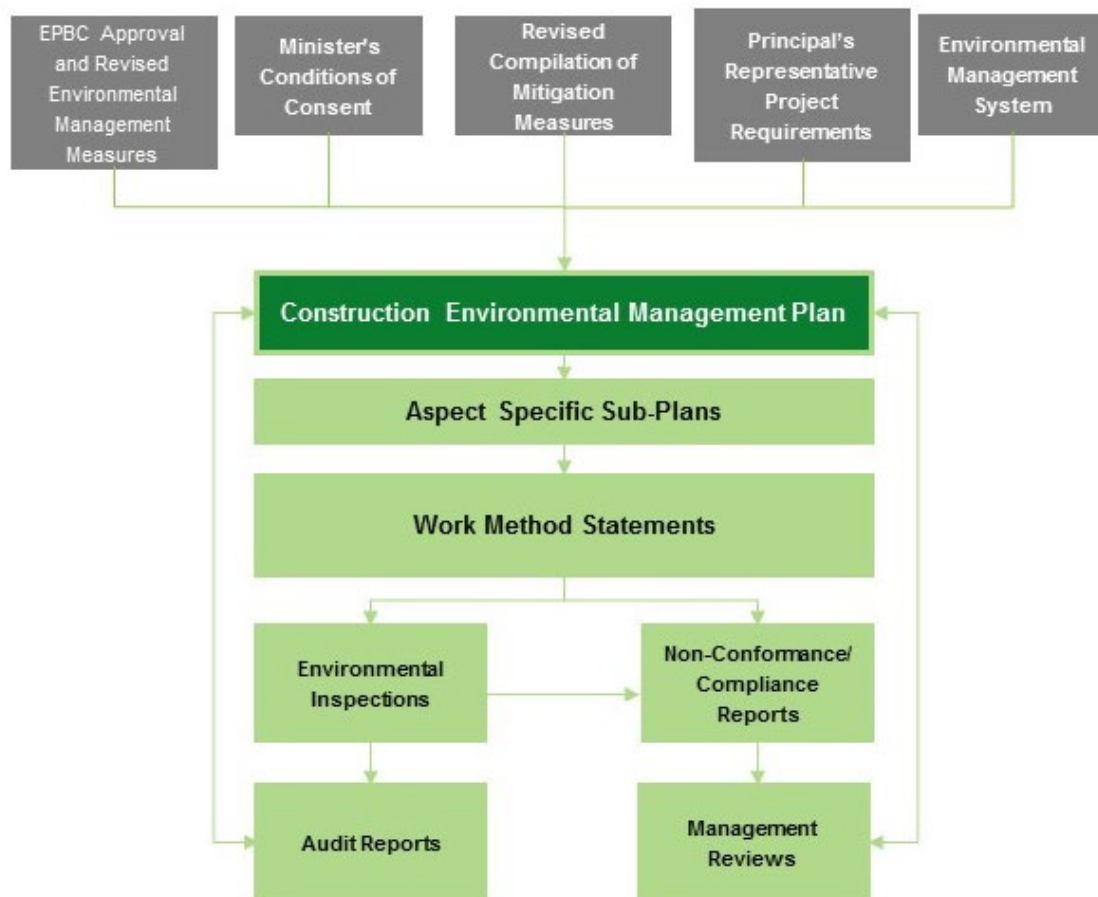 EPBC Approval
and Revised
Environmental
Management
Measures
Minister's
Conditions of
Consent
Revised
Compilation of
Mitigation
Measures
Principal's
Representative
Project
Requirements
Environmental
Management
System
Construction Environmental Management Plan
Aspect Specific Sub-Plans
Work Method Statements
Environmental
Inspections
Non-Conformance/
Compliance
Reports
Audit Reports
Management
Reviews